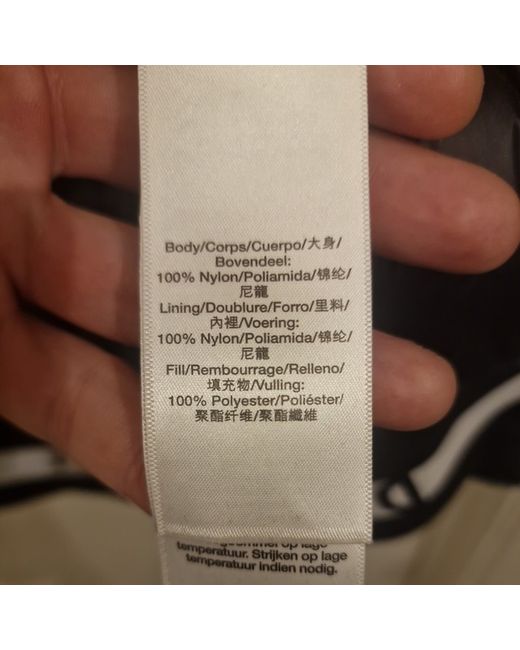 Body/Corps/Cuerpo/大身/
Bovendeel:
100% Nylon/Poliamida/锦纶/
尼龍
Lining/Doublure/Forro/里料/
內裡/Voering:
100% Nylon/Poliamida/锦纶/
尼龍
Fill/Rembourrage/Relleno/
填充物/Vulling:
100% Polyester/Poliéster/
聚酯纤维/聚酯纖維
op lage
temperatuur. Strijken op lage
temperatuur indien nodig.